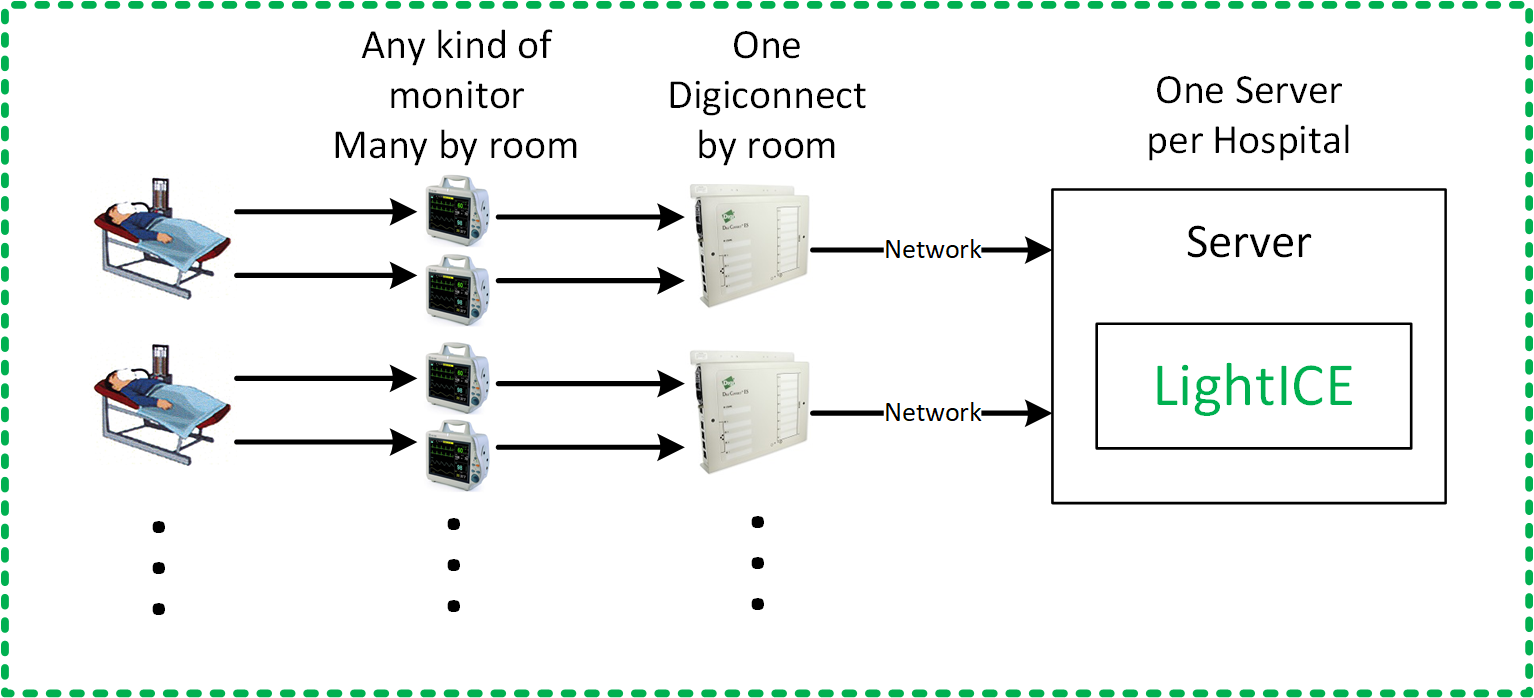 Any kind of
monitor
Many by room
One
Digiconnect
by room
One Server
per Hospital
Server
LightICE
Network
Network